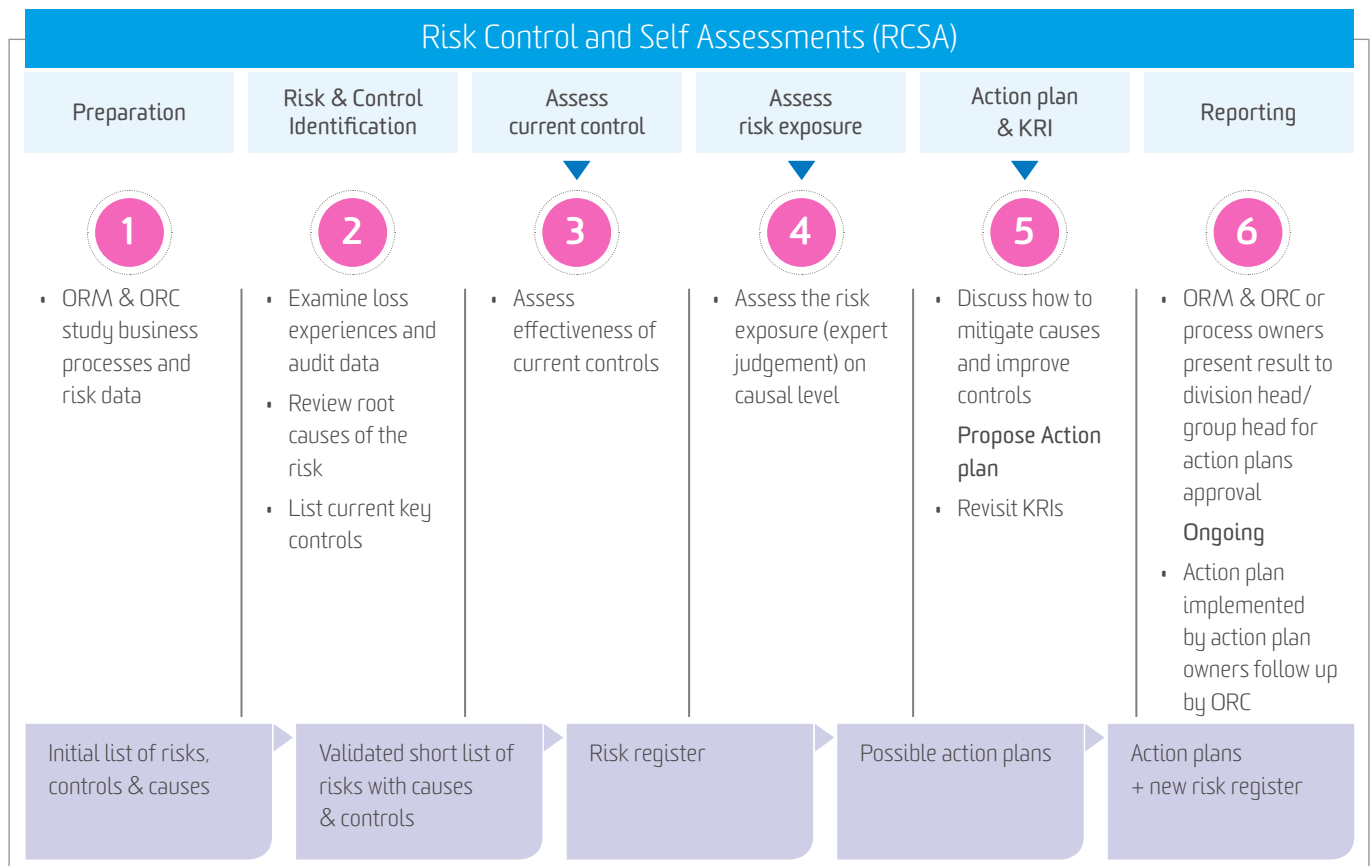 Risk Control and Self Assessments (RCSA)
Preparation
Risk & Control
Identification
Assess
current control
Assess
risk exposure
Action plan
& KRI
Reporting
1
2
3
4
5
6
• ORM & ORC
study business
processes and
risk data
• Examine loss
experiences and
audit data
• Review root
causes of the
risk
• List current key
controls
• Assess
effectiveness of
current controls
• Assess the risk
exposure (expert
judgement) on
causal level
• Discuss how to
mitigate causes
and improve
controls
Propose Action
plan
• Revisit KRIs
• ORM & ORC or
process owners
present result to
division head/
group head for
action plans
approval
Ongoing
• Action plan
implemented
by action plan
owners follow up
by ORC
Initial list of risks,
controls & causes
Validated short list of
risks with causes
& controls
Risk register
Possible action plans
Action plans
+ new risk register